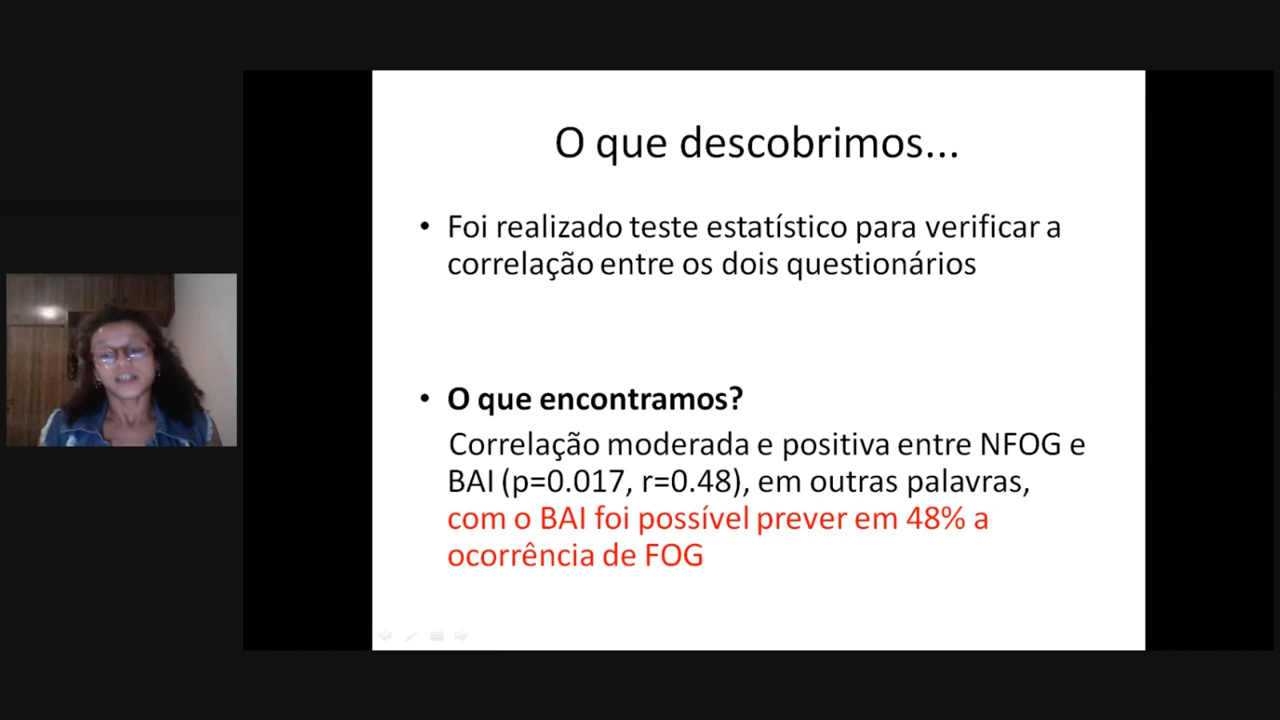 O que descobrimos...
• Foi realizado teste estatístico para verificar a
correlação entre os dois questionários
• O que encontramos?
Correlação moderada e positiva entre NFOG e
BAI (p=0.017, r=0.48), em outras palavras,
com o BAI foi possível prever em 48% a
ocorrência de FOG